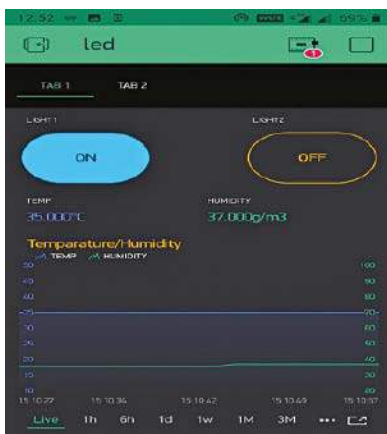 12.52 69%
led
1
TAB 1 TAB 2
LIGHT1 LIGHT2
ON OFF
TEMP HUMIDITY
35.000°C 37.000g/m3
Temparature/Humidity
TEMP HUMIDITY
50 100
90
40 80
35 70
30 60
25 50
20 40
30
10 20
15:10:27 15:10:34 15:10:42 15:10:49 15:10:57
Live 1h 6h 1d 1w 1M 3M •••